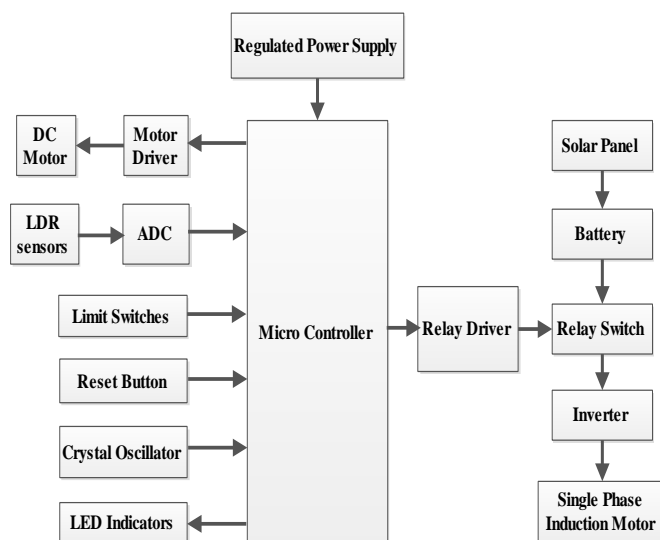 Regulated Power Supply
DC
Motor
Motor
Driver
Solar Panel
LDR
sensors
ADC
Battery
Limit Switches
Micro Controller
Relay Driver
Relay Switch
Reset Button
Inverter
Crystal Oscillator
LED Indicators
Single Phase
Induction Motor